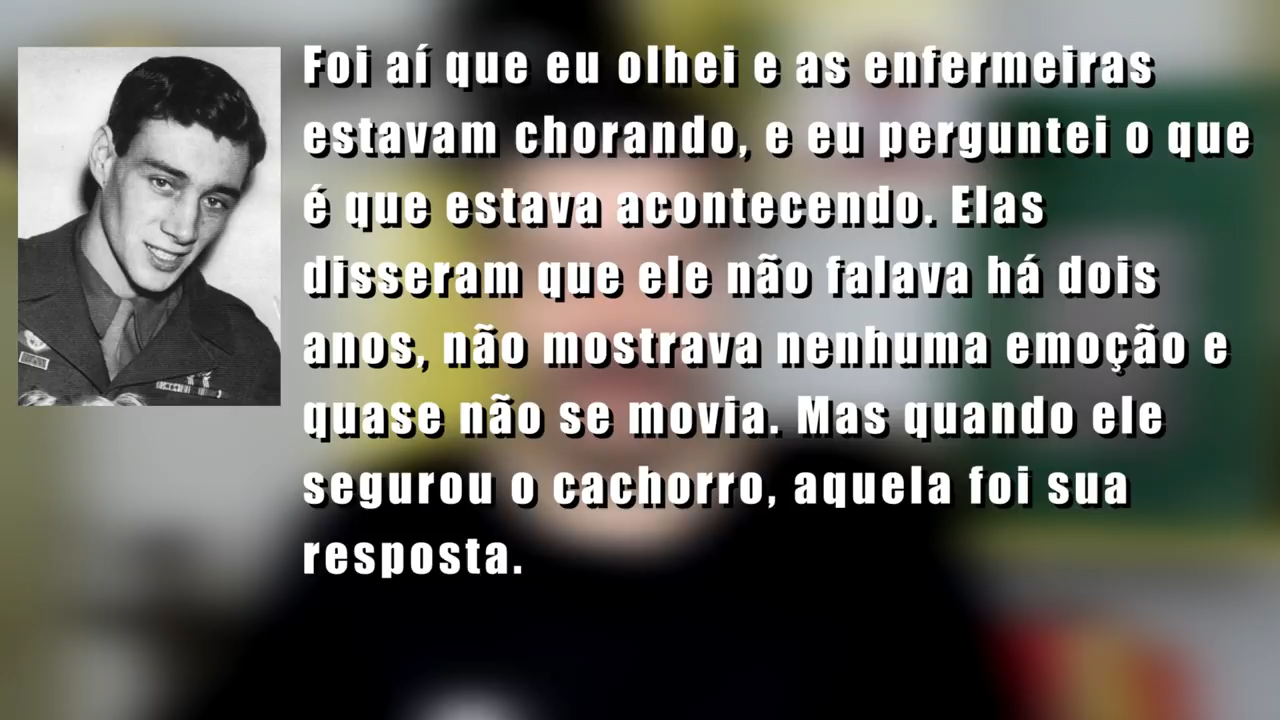 Foi aí que eu olhei e as enfermeiras
estavam chorando, e eu perguntei o que
é que estava acontecendo. Elas
disseram que ele não falava há dois
anos, não mostrava nenhuma emoção e
quase não se movia. Mas quando ele
segurou o cachorro, aquela foi sua
resposta.